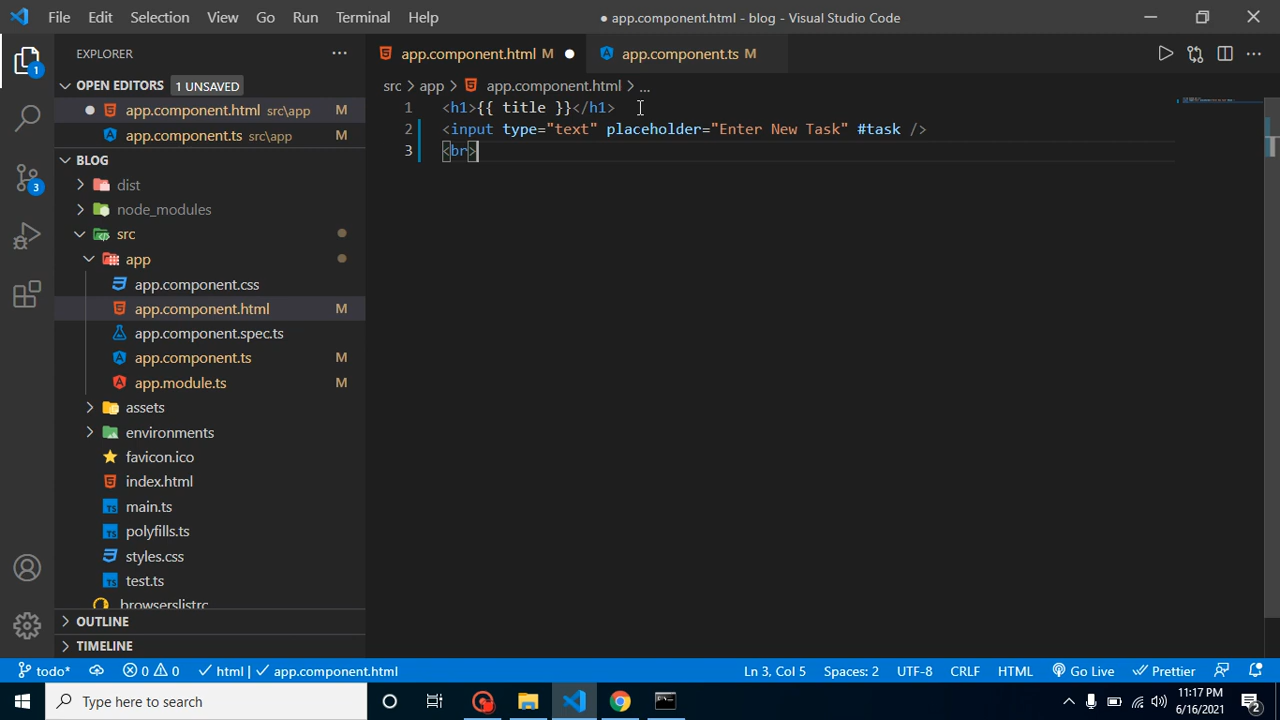 File Edit Selection View Go Run Terminal Help
● app.component.html - blog - Visual Studio Code
EXPLORER
app.component.html M
app.component.ts M
OPEN EDITORS 1 UNSAVED
src > app > app.component.html > ...
app.component.html src\app M
app.component.ts src\app M
1 <h1>{{ title }}</h1>
2 <input type="text" placeholder="Enter New Task" #task />
3 <br>
BLOG
dist
node_modules
src
app
app.component.css
app.component.html M
app.component.spec.ts
app.component.ts M
app.module.ts M
assets
environments
favicon.ico
index.html
main.ts
polyfills.ts
styles.css
test.ts
.browserslistrc
OUTLINE
TIMELINE
1
3
todo* 0 0 html | app.component.html
Ln 3, Col 5 Spaces: 2 UTF-8 CRLF HTML Go Live Prettier
Type here to search
11:17 PM
6/16/2021
2